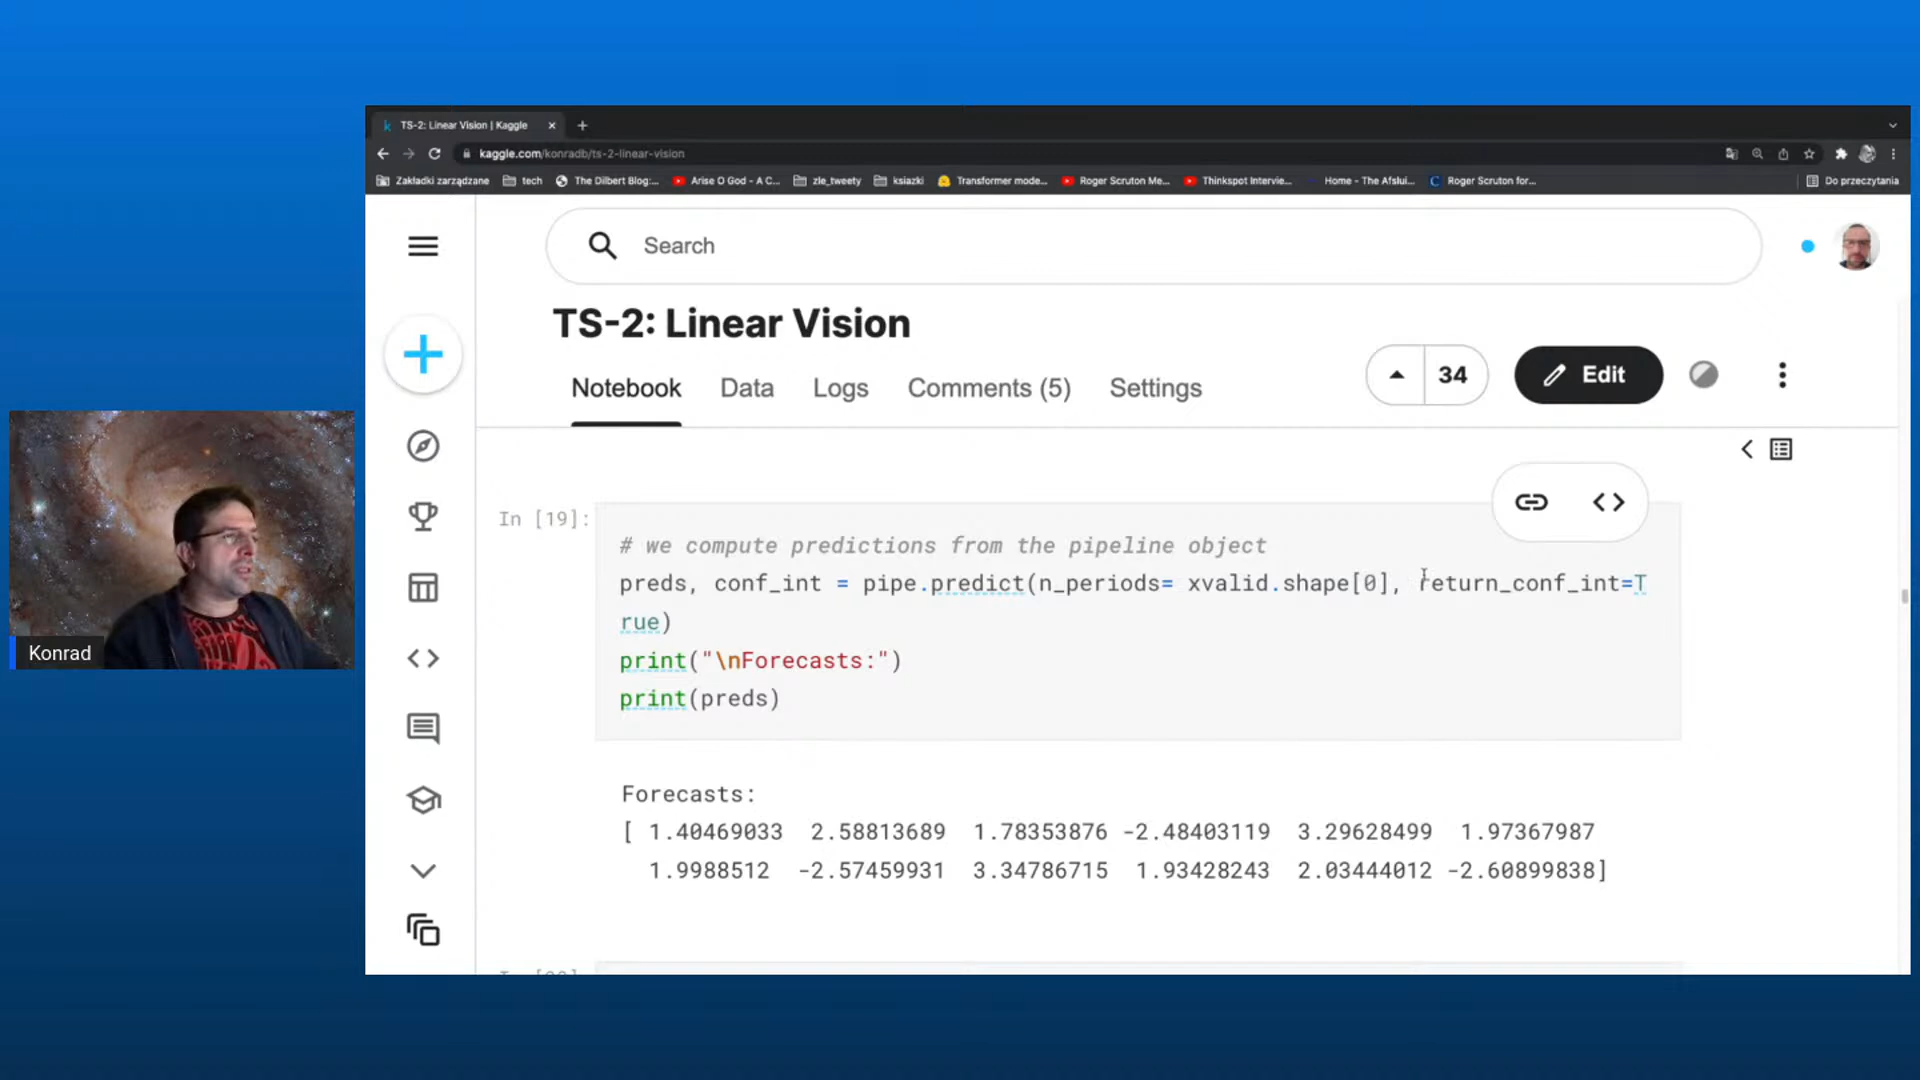 TS-2: Linear Vision | Kaggle
kaggle.com/konradb/ts-2-linear-vision
Zakładki zarządzane
tech
The Dilbert Blog:...
Arise O God - A C...
zle_tweety
ksiazki
Transformer mode...
Roger Scruton Me...
Thinkspot Intervie...
Home - The Afslui...
Roger Scruton for...
Do przeczytania
Search
TS-2: Linear Vision
Notebook
Data
Logs
Comments (5)
Settings
34
Edit
In [19]:
# we compute predictions from the pipeline object
preds, conf_int = pipe.predict(n_periods= xvalid.shape[0], return_conf_int=T
rue)
print("\nForecasts:")
print(preds)
Forecasts:
[ 1.40469033 2.58813689 1.78353876 -2.48403119 3.29628499 1.97367987
1.9988512 -2.57459931 3.34786715 1.93428243 2.03444012 -2.60899838]
Konrad